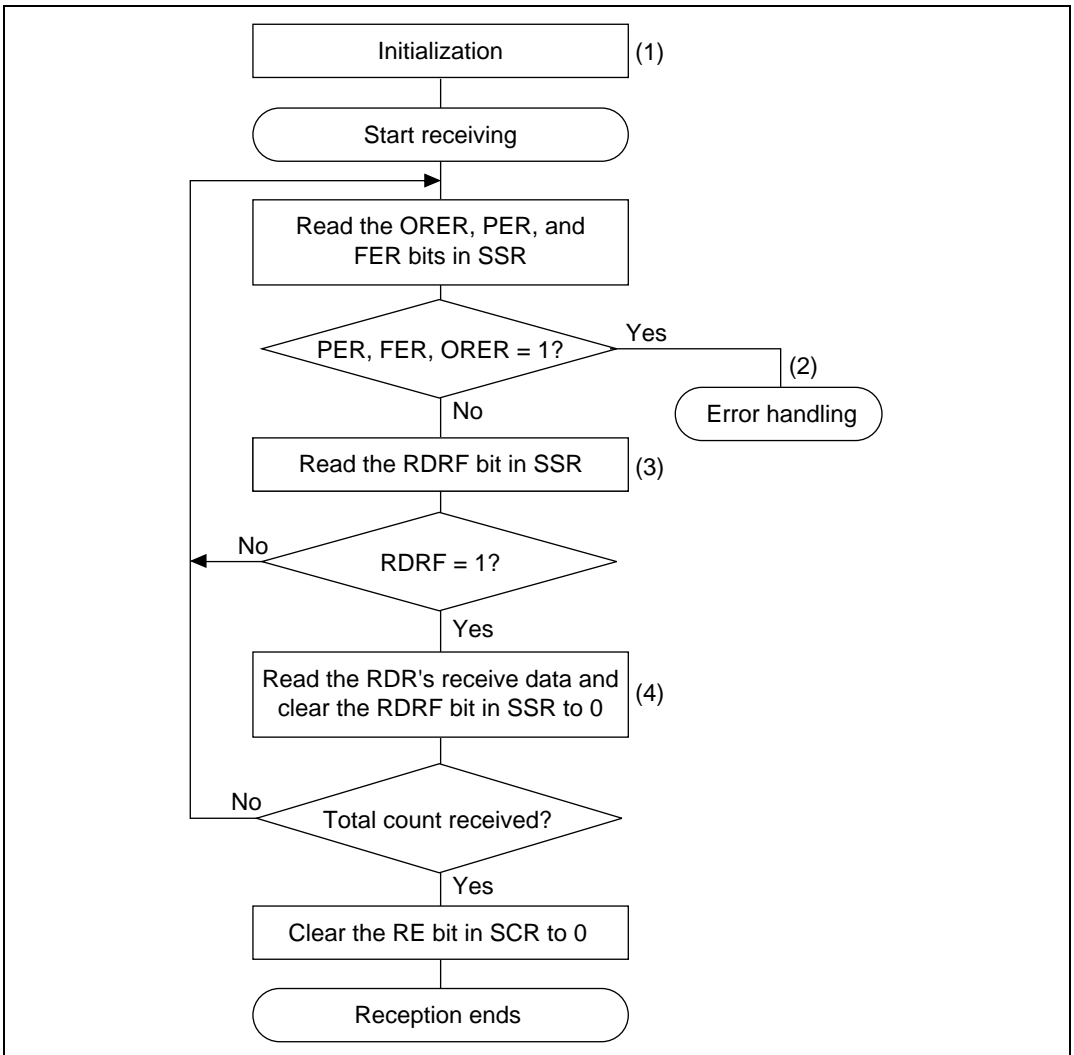 Initialization
(1)
Start receiving
Read the ORER, PER, and
FER bits in SSR
PER, FER, ORER = 1?
Yes
(2)
Error handling
No
Read the RDRF bit in SSR
(3)
No
RDRF = 1?
Yes
Read the RDR's receive data and
clear the RDRF bit in SSR to 0
(4)
No
Total count received?
Yes
Clear the RE bit in SCR to 0
Reception ends